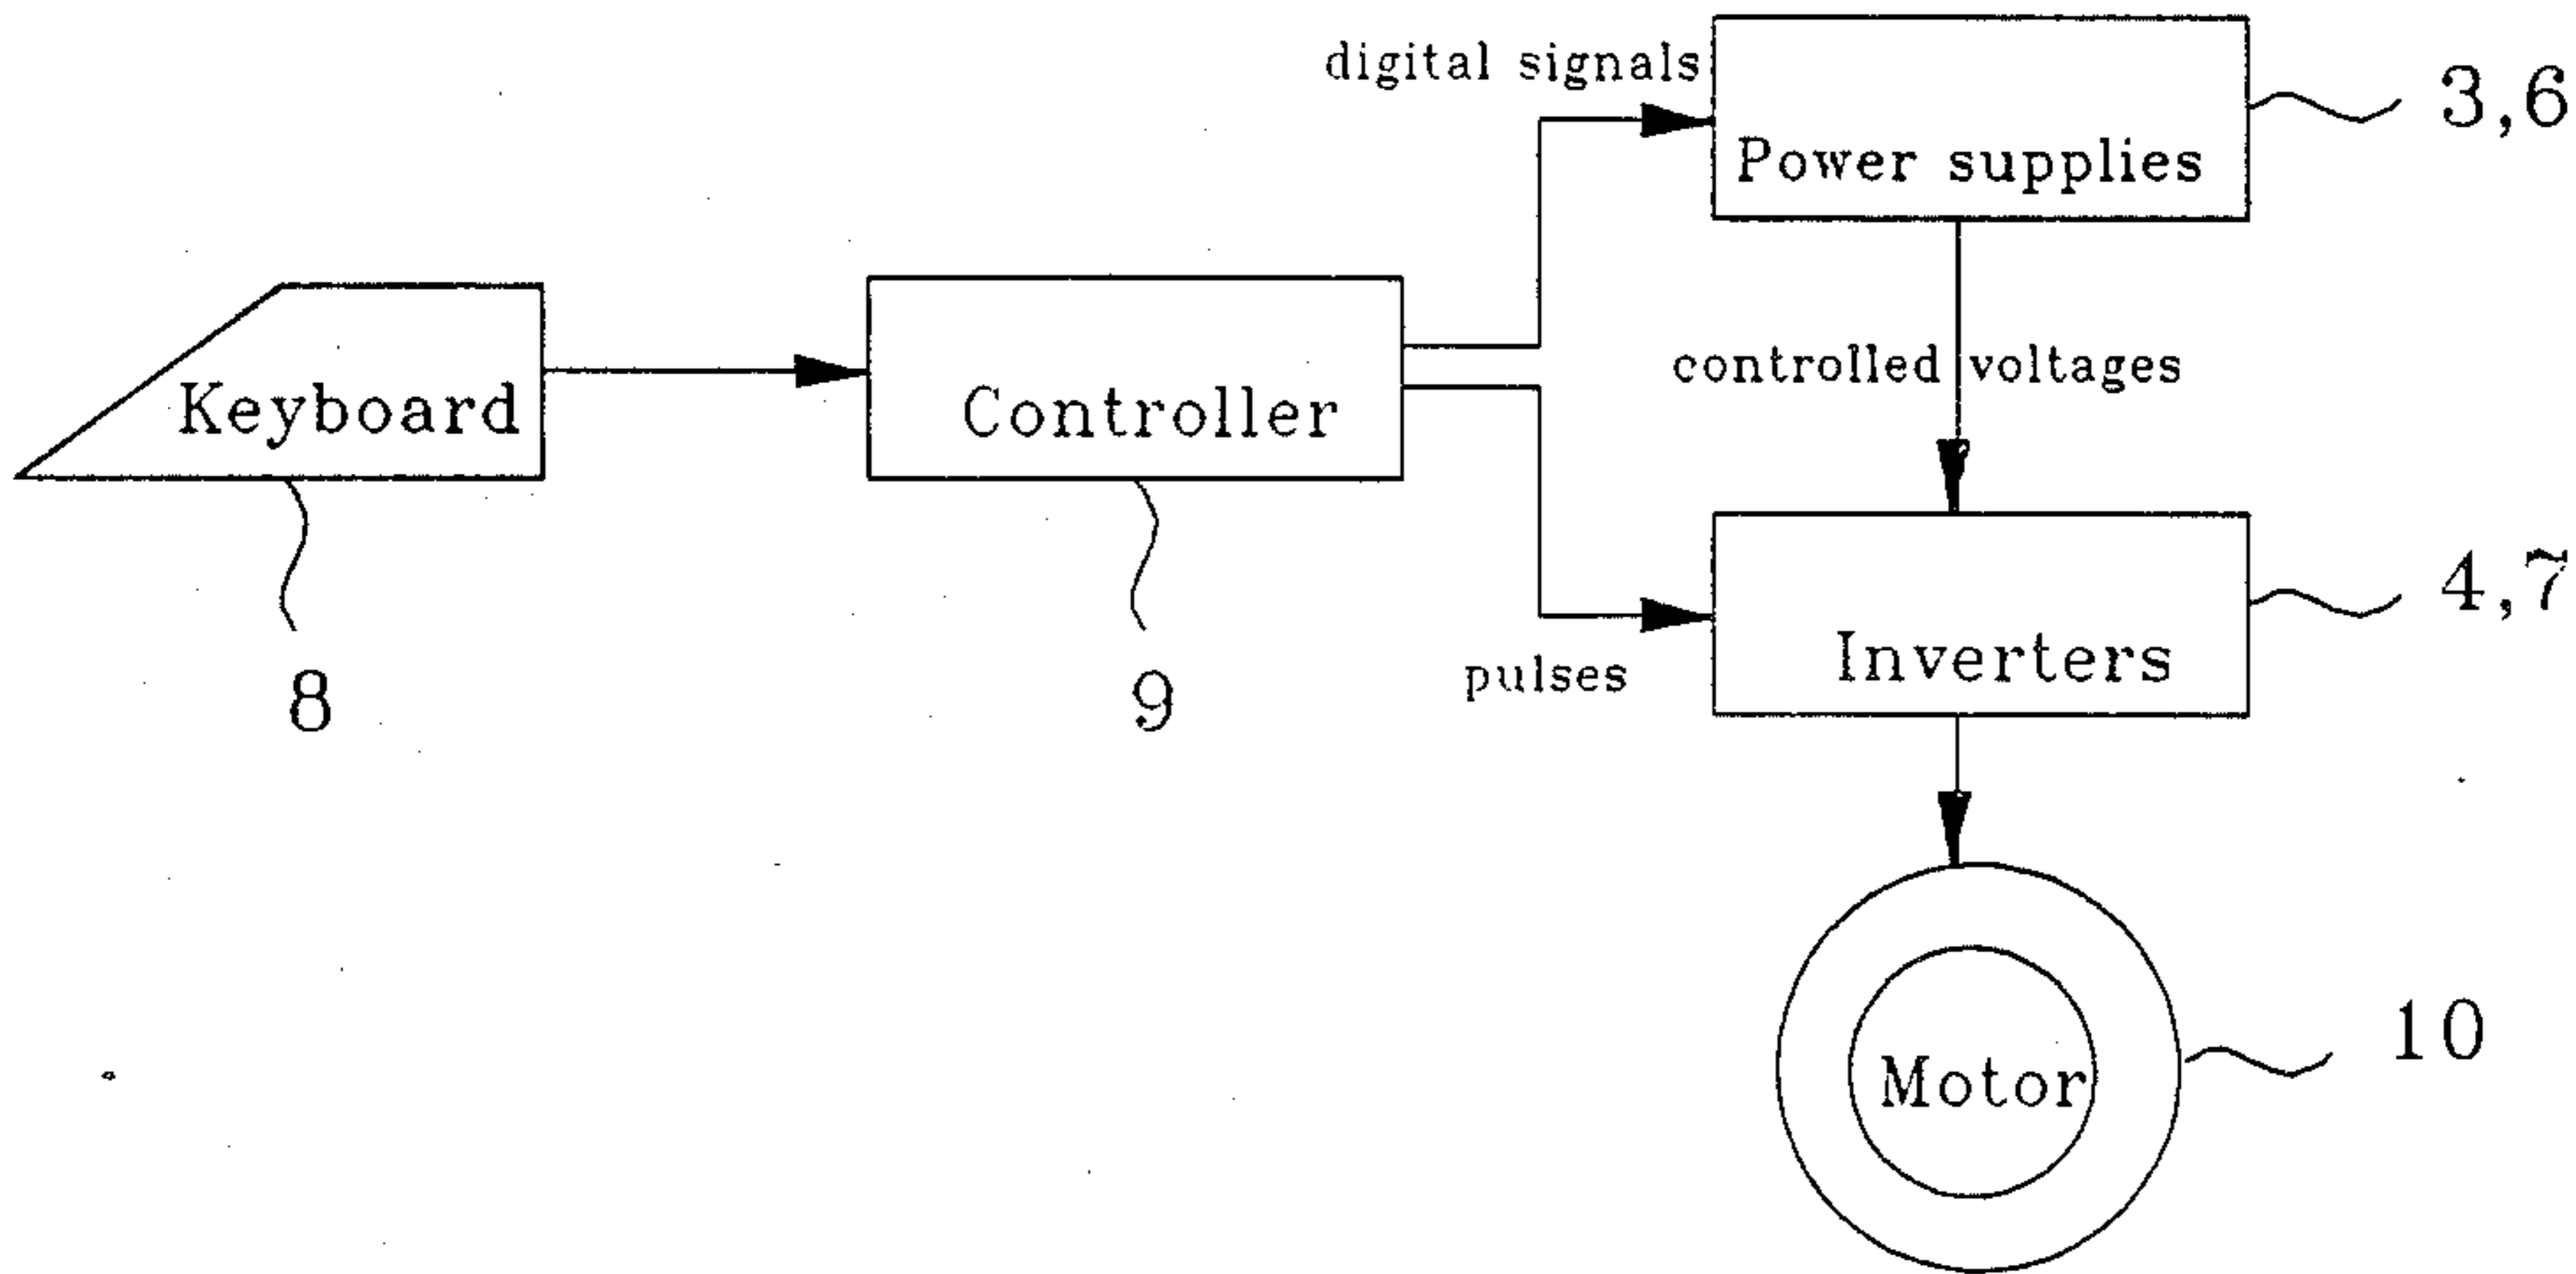 digital signals
3,6
Power supplies
controlled voltages
Keyboard
Controller
4,7
Inverters
pulses
8
9
10
Motor